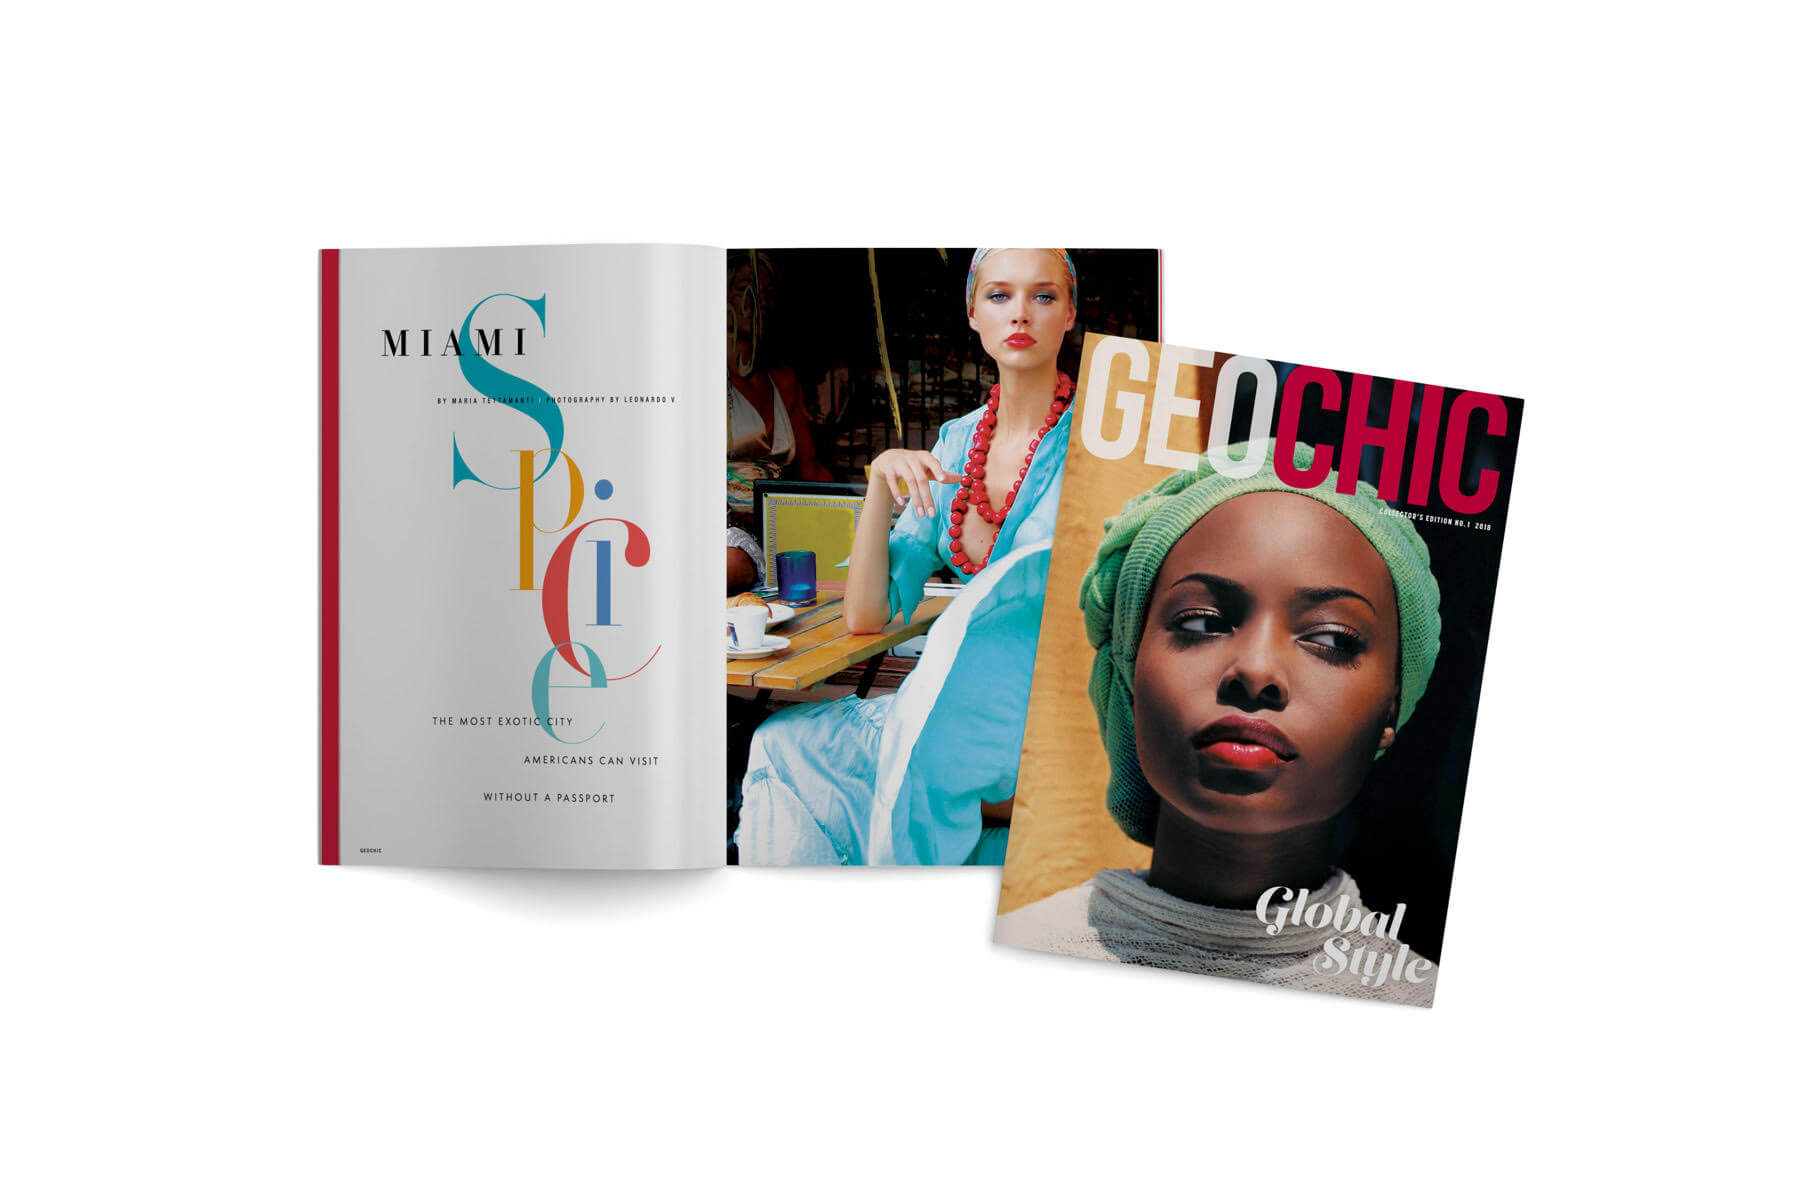 MIAMI
Spice
BY MARIA TETTAMANTI | PHOTOGRAPHY BY LEONARDO V
THE MOST EXOTIC CITY
AMERICANS CAN VISIT
WITHOUT A PASSPORT
GEOCHIC
GEOCHIC
COLLECTOR'S EDITION NO. 1 2018
Global
Style